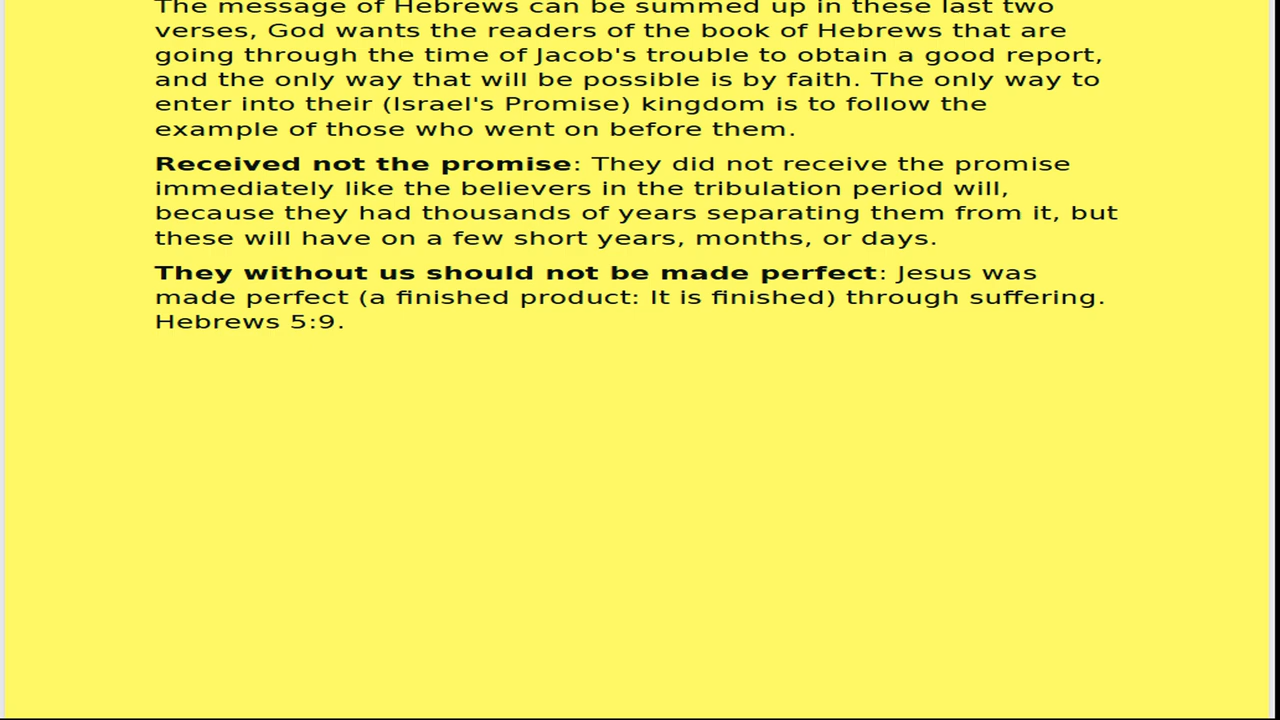 The message of Hebrews can be summed up in these last two
verses, God wants the readers of the book of Hebrews that are
going through the time of Jacob's trouble to obtain a good report,
and the only way that will be possible is by faith. The only way to
enter into their (Israel's Promise) kingdom is to follow the
example of those who went on before them.
Received not the promise: They did not receive the promise
immediately like the believers in the tribulation period will,
because they had thousands of years separating them from it, but
these will have on a few short years, months, or days.
They without us should not be made perfect: Jesus was
made perfect (a finished product: It is finished) through suffering.
Hebrews 5:9.